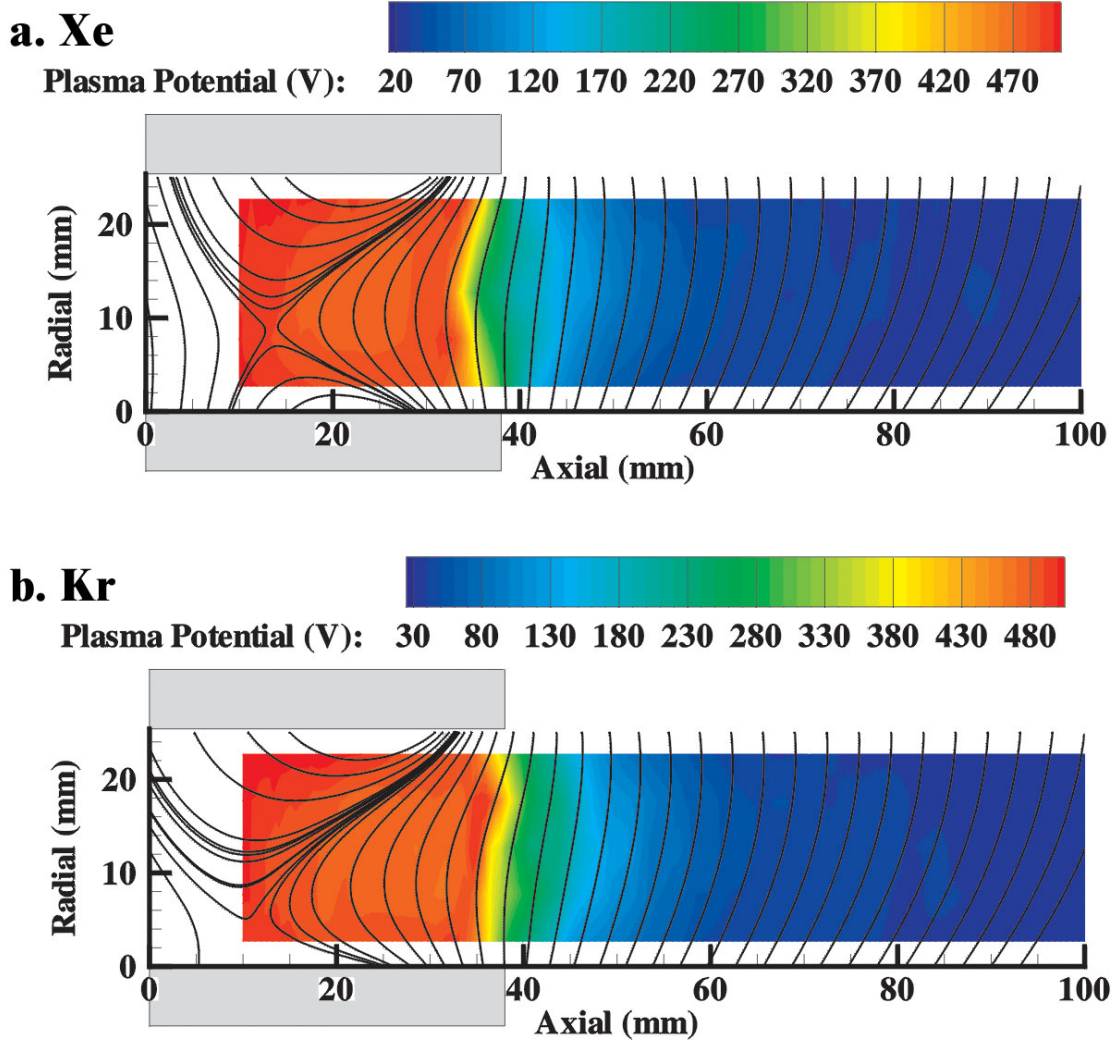 a. Xe
Plasma Potential (V): 20 70 120 170 220 270 320 370 420 470
Radial (mm)
20
10
0
0 20 40 60 80 100
Axial (mm)
b. Kr
Plasma Potential (V): 30 80 130 180 230 280 330 380 430 480
Radial (mm)
20
10
0
0 20 40 60 80 100
Axial (mm)